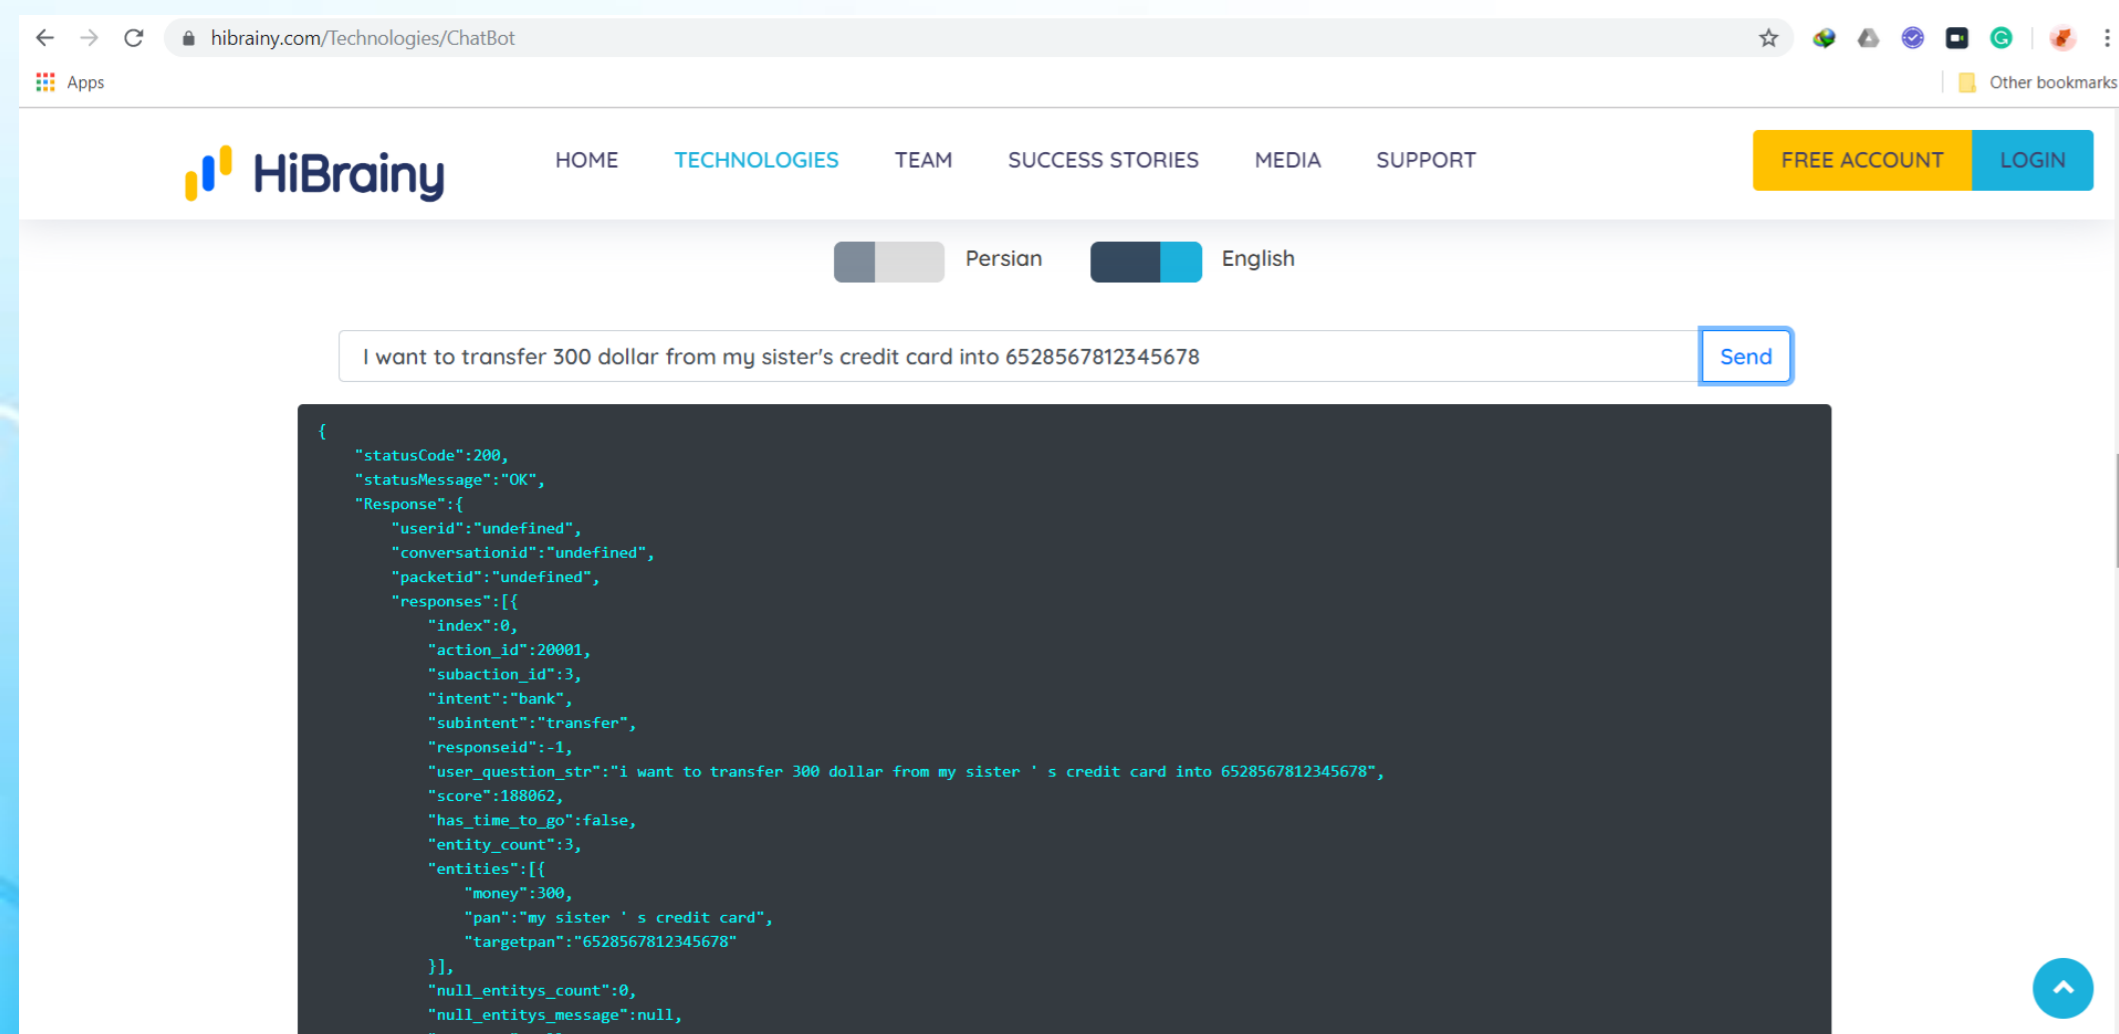 hibrainy.com/Technologies/ChatBot
Apps
Other bookmarks
HiBrainy
HOME
TECHNOLOGIES
TEAM
SUCCESS STORIES
MEDIA
SUPPORT
FREE ACCOUNT
LOGIN
Persian
English
I want to transfer 300 dollar from my sister's credit card into 6528567812345678
Send
{
"statusCode":200,
"statusMessage":"OK",
"Response":{
"userid":"undefined",
"conversationid":"undefined",
"packetid":"undefined",
"responses":[{
"index":0,
"action_id":20001,
"subaction_id":3,
"intent":"bank",
"subintent":"transfer",
"responseid":-1,
"user_question_str":"i want to transfer 300 dollar from my sister ' s credit card into 6528567812345678",
"score":188062,
"has_time_to_go":false,
"entity_count":3,
"entities":[{
"money":300,
"pan":"my sister ' s credit card",
"targetpan":"6528567812345678"
}],
"null_entitys_count":0,
"null_entitys_message":null,